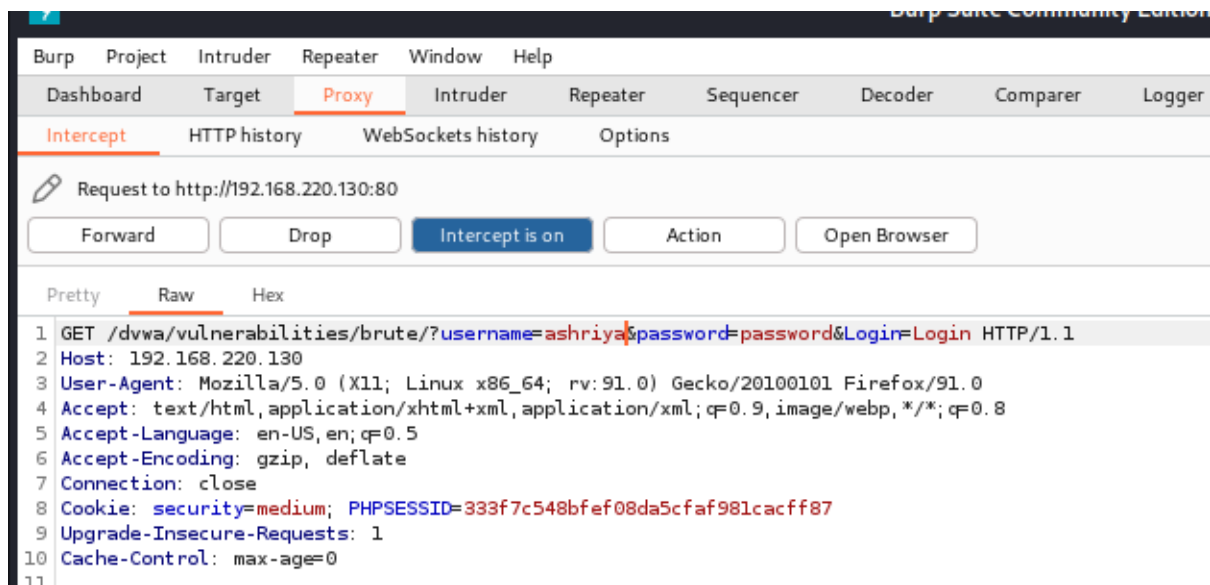 Burp Suite Community Edition
Burp Project Intruder Repeater Window Help
Dashboard Target Proxy Intruder Repeater Sequencer Decoder Comparer Logger
Intercept HTTP history WebSockets history Options
Request to http://192.168.220.130:80
Forward Drop Intercept is on Action Open Browser
Pretty Raw Hex
1 GET /dvwa/vulnerabilities/brute/?username=ashriya&password=password&Login=Login HTTP/1.1
2 Host: 192.168.220.130
3 User-Agent: Mozilla/5.0 (X11; Linux x86_64; rv:91.0) Gecko/20100101 Firefox/91.0
4 Accept: text/html,application/xhtml+xml,application/xml;q=0.9,image/webp,*/*;q=0.8
5 Accept-Language: en-US,en;q=0.5
6 Accept-Encoding: gzip, deflate
7 Connection: close
8 Cookie: security=medium; PHPSESSID=333f7c548bfef08da5cfaf981cacff87
9 Upgrade-Insecure-Requests: 1
10 Cache-Control: max-age=0
11